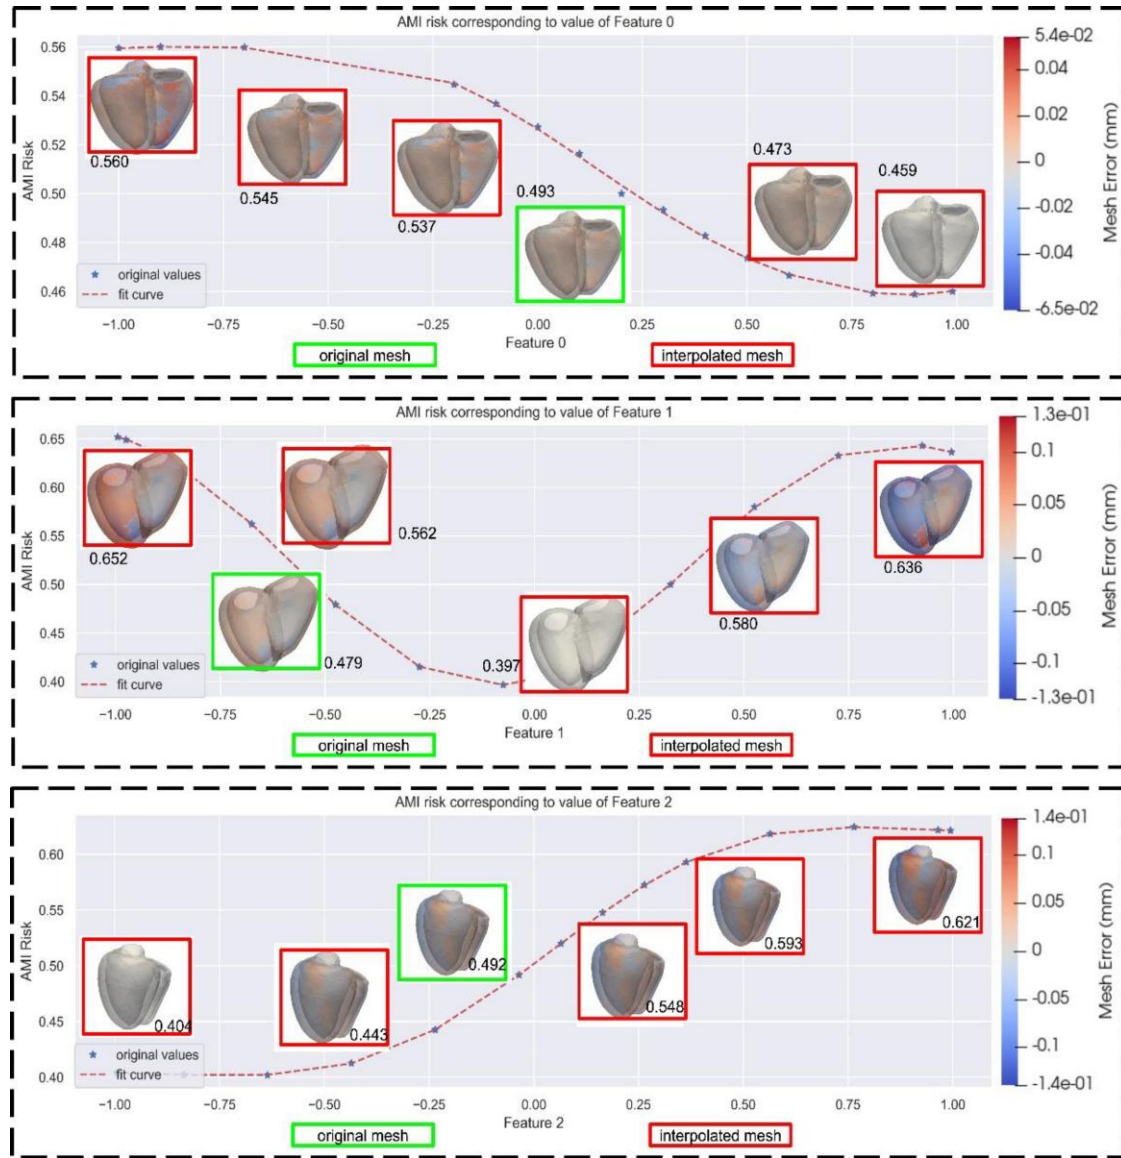 AMI risk corresponding to value of Feature 0
5.4e-02
0.56
0.04
0.54
0.02
0.560
0.52
0.545
0.473
0.459
0
AMI Risk
0.50
0.493
0.537
-0.02
Mesh Error (mm)
0.48
-0.04
original values
0.46
fit curve
-6.5e-02
−1.00 −0.75 −0.50 −0.25 0.00 0.25 0.50 0.75 1.00
Feature 0
original mesh interpolated mesh
AMI risk corresponding to value of Feature 1
1.3e-01
0.65
0.1
0.60
0.05
0.55
0.652
0.562
0.636
0
AMI Risk
0.50
0.580
-0.05
Mesh Error (mm)
0.45
0.479
0.397
-0.1
original values
0.40
fit curve
-1.3e-01
−1.00 −0.75 −0.50 −0.25 0.00 0.25 0.50 0.75 1.00
Feature 1
original mesh interpolated mesh
AMI risk corresponding to value of Feature 2
1.4e-01
0.60
0.1
0.05
0.55
0.621
0.593
0.492
0
AMI Risk
0.50
0.548
-0.05
Mesh Error (mm)
0.45
0.404
0.443
-0.1
original values
0.40
fit curve
-1.4e-01
−1.00 −0.75 −0.50 −0.25 0.00 0.25 0.50 0.75 1.00
Feature 2
original mesh interpolated mesh